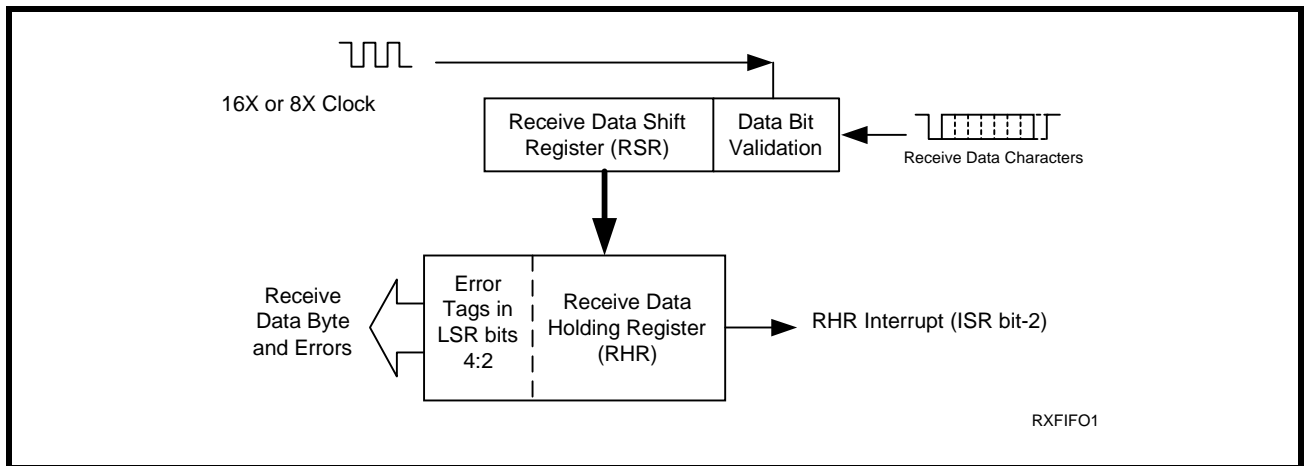 16X or 8X Clock
Receive Data Shift
Register (RSR)
Data Bit
Validation
Receive Data Characters
Receive
Data Byte
and Errors
Error
Tags in
LSR bits
4:2
Receive Data
Holding Register
(RHR)
RHR Interrupt (ISR bit-2)
RXFIFO1